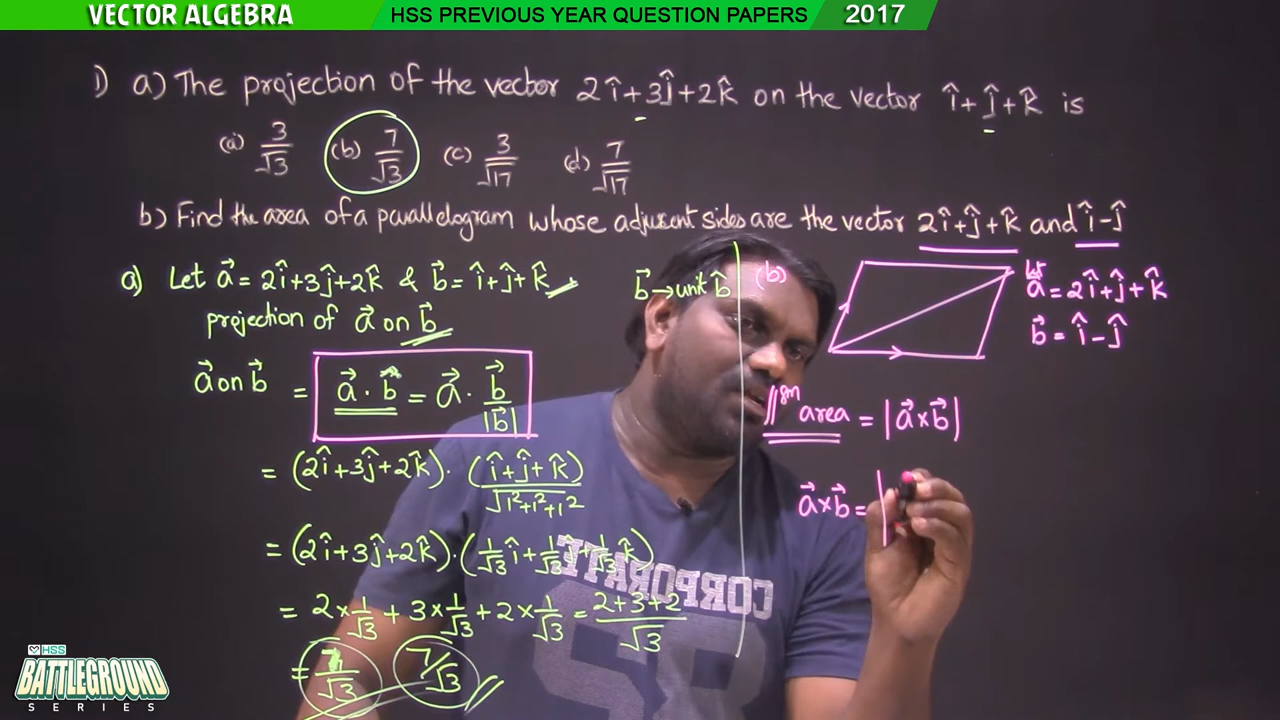 VECTOR ALGEBRA
HSS PREVIOUS YEAR QUESTION PAPERS
2017
1) a) The projection of the vector 2î+3ĵ+2k̂ on the vector î+ĵ+k̂ is
(a) 3/√3 (b) 7/√3 (c) 3/√17 (d) 7/√17
b) Find the area of a parallelogram whose adjacent sides are the vector 2î+ĵ+k̂ and î-ĵ
a) Let a⃗=2î+3ĵ+2k̂ & b⃗=î+ĵ+k̂
projection of a⃗ on b⃗
a⃗ on b⃗ = a⃗·b̂ = a⃗·b⃗/|b⃗|
= (2î+3ĵ+2k̂)·(î+ĵ+k̂)/√1²+1²+1²
= (2î+3ĵ+2k̂)·(1/√3 î+1/√3 ĵ+1/√3 k̂)
= 2×1/√3 + 3×1/√3 + 2×1/√3 = 2+3+2/√3
= 7/√3 7/√3
b⃗→unit b̂
(b)
let
a⃗=2î+ĵ+k̂
b⃗=î-ĵ
||gm area = |a⃗×b⃗|
a⃗×b⃗= |
CORPORATE
HSS
BATTLEGROUND
SERIES